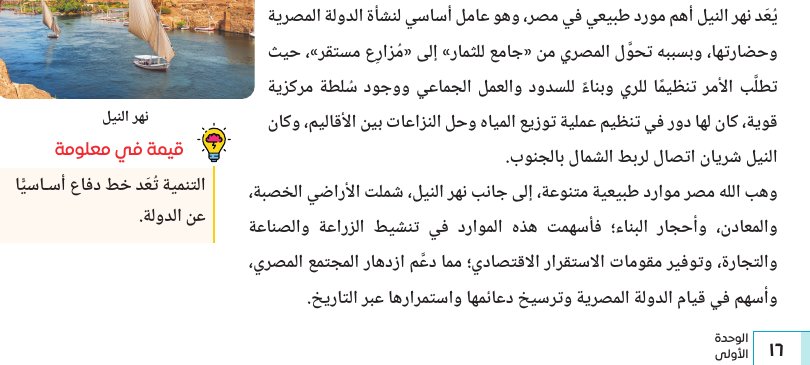 يُعَد نهر النيل أهم مورد طبيعي في مصر، وهو عامل أساسي لنشأة الدولة المصرية
وحضارتها، وبسببه تحوَّل المصري من «جامع للثمار» إلى «مُزارِع مستقر»، حيث
تطلَّب الأمر تنظيمًا للري وبناءً للسدود والعمل الجماعي ووجود سُلطة مركزية
قوية، كان لها دور في تنظيم عملية توزيع المياه وحل النزاعات بين الأقاليم، وكان
النيل شريان اتصال لربط الشمال بالجنوب.
وهب الله مصر موارد طبيعية متنوعة، إلى جانب نهر النيل، شملت الأراضي الخصبة،
والمعادن، وأحجار البناء؛ فأسهمت هذه الموارد في تنشيط الزراعة والصناعة
والتجارة، وتوفير مقومات الاستقرار الاقتصادي؛ مما دعَّم ازدهار المجتمع المصري،
وأسهم في قيام الدولة المصرية وترسيخ دعائمها واستمرارها عبر التاريخ.
نهر النيل
قيمة في معلومة
التنمية تُعَد خط دفاع أساسيًّا
عن الدولة.
١٦
الوحدة
الأولى